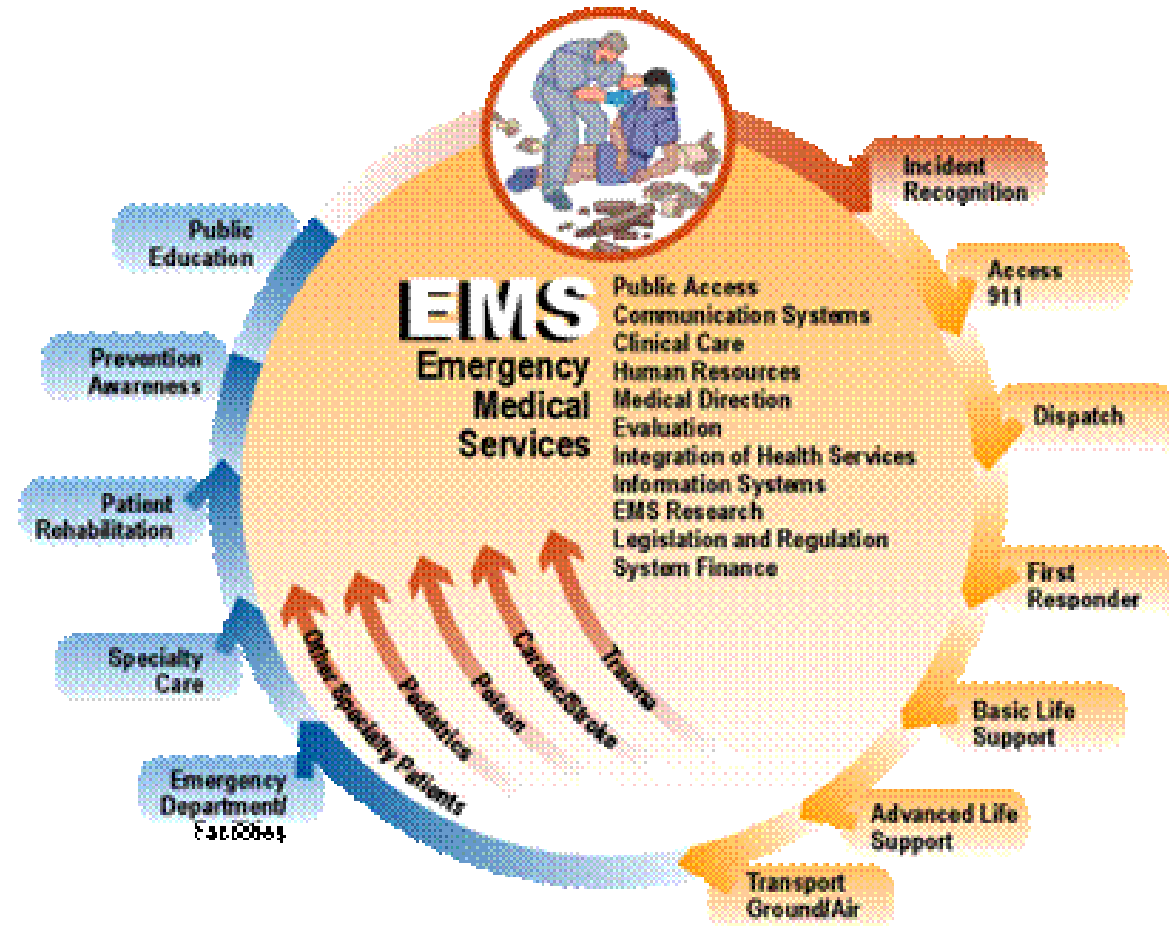 Incident
Recognition
Access
911
Dispatch
First
Responder
Basic Life
Support
Advanced Life
Support
Transport
Ground/Air
Emergency
Department/
Facilities
Specialty
Care
Patient
Rehabilitation
Prevention
Awareness
Public
Education
EMS
Emergency
Medical
Services
Public Access
Communication Systems
Clinical Care
Human Resources
Medical Direction
Evaluation
Integration of Health Services
Information Systems
EMS Research
Legislation and Regulation
System Finance
Other Specialty Patients
Pediatrics
Poison
Cardiac/Stroke
Trauma